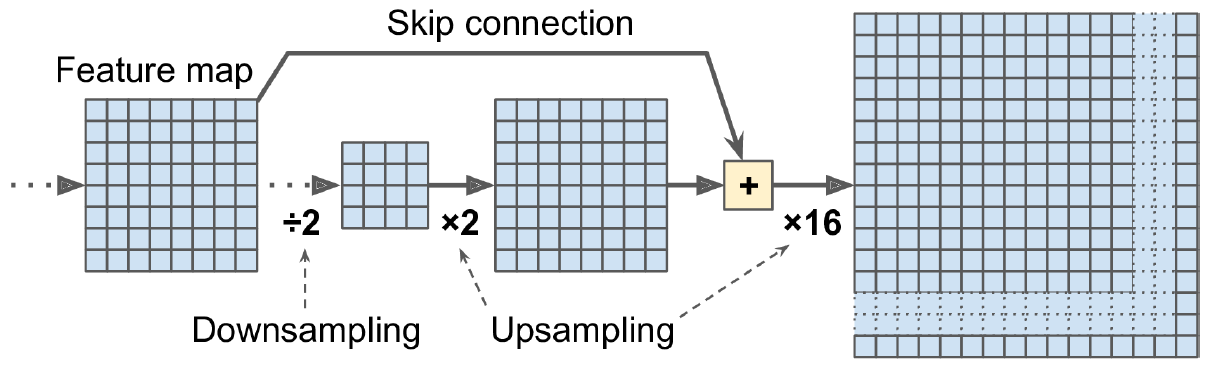 Skip connection
Feature map
+
÷2
×2
×16
Downsampling
Upsampling